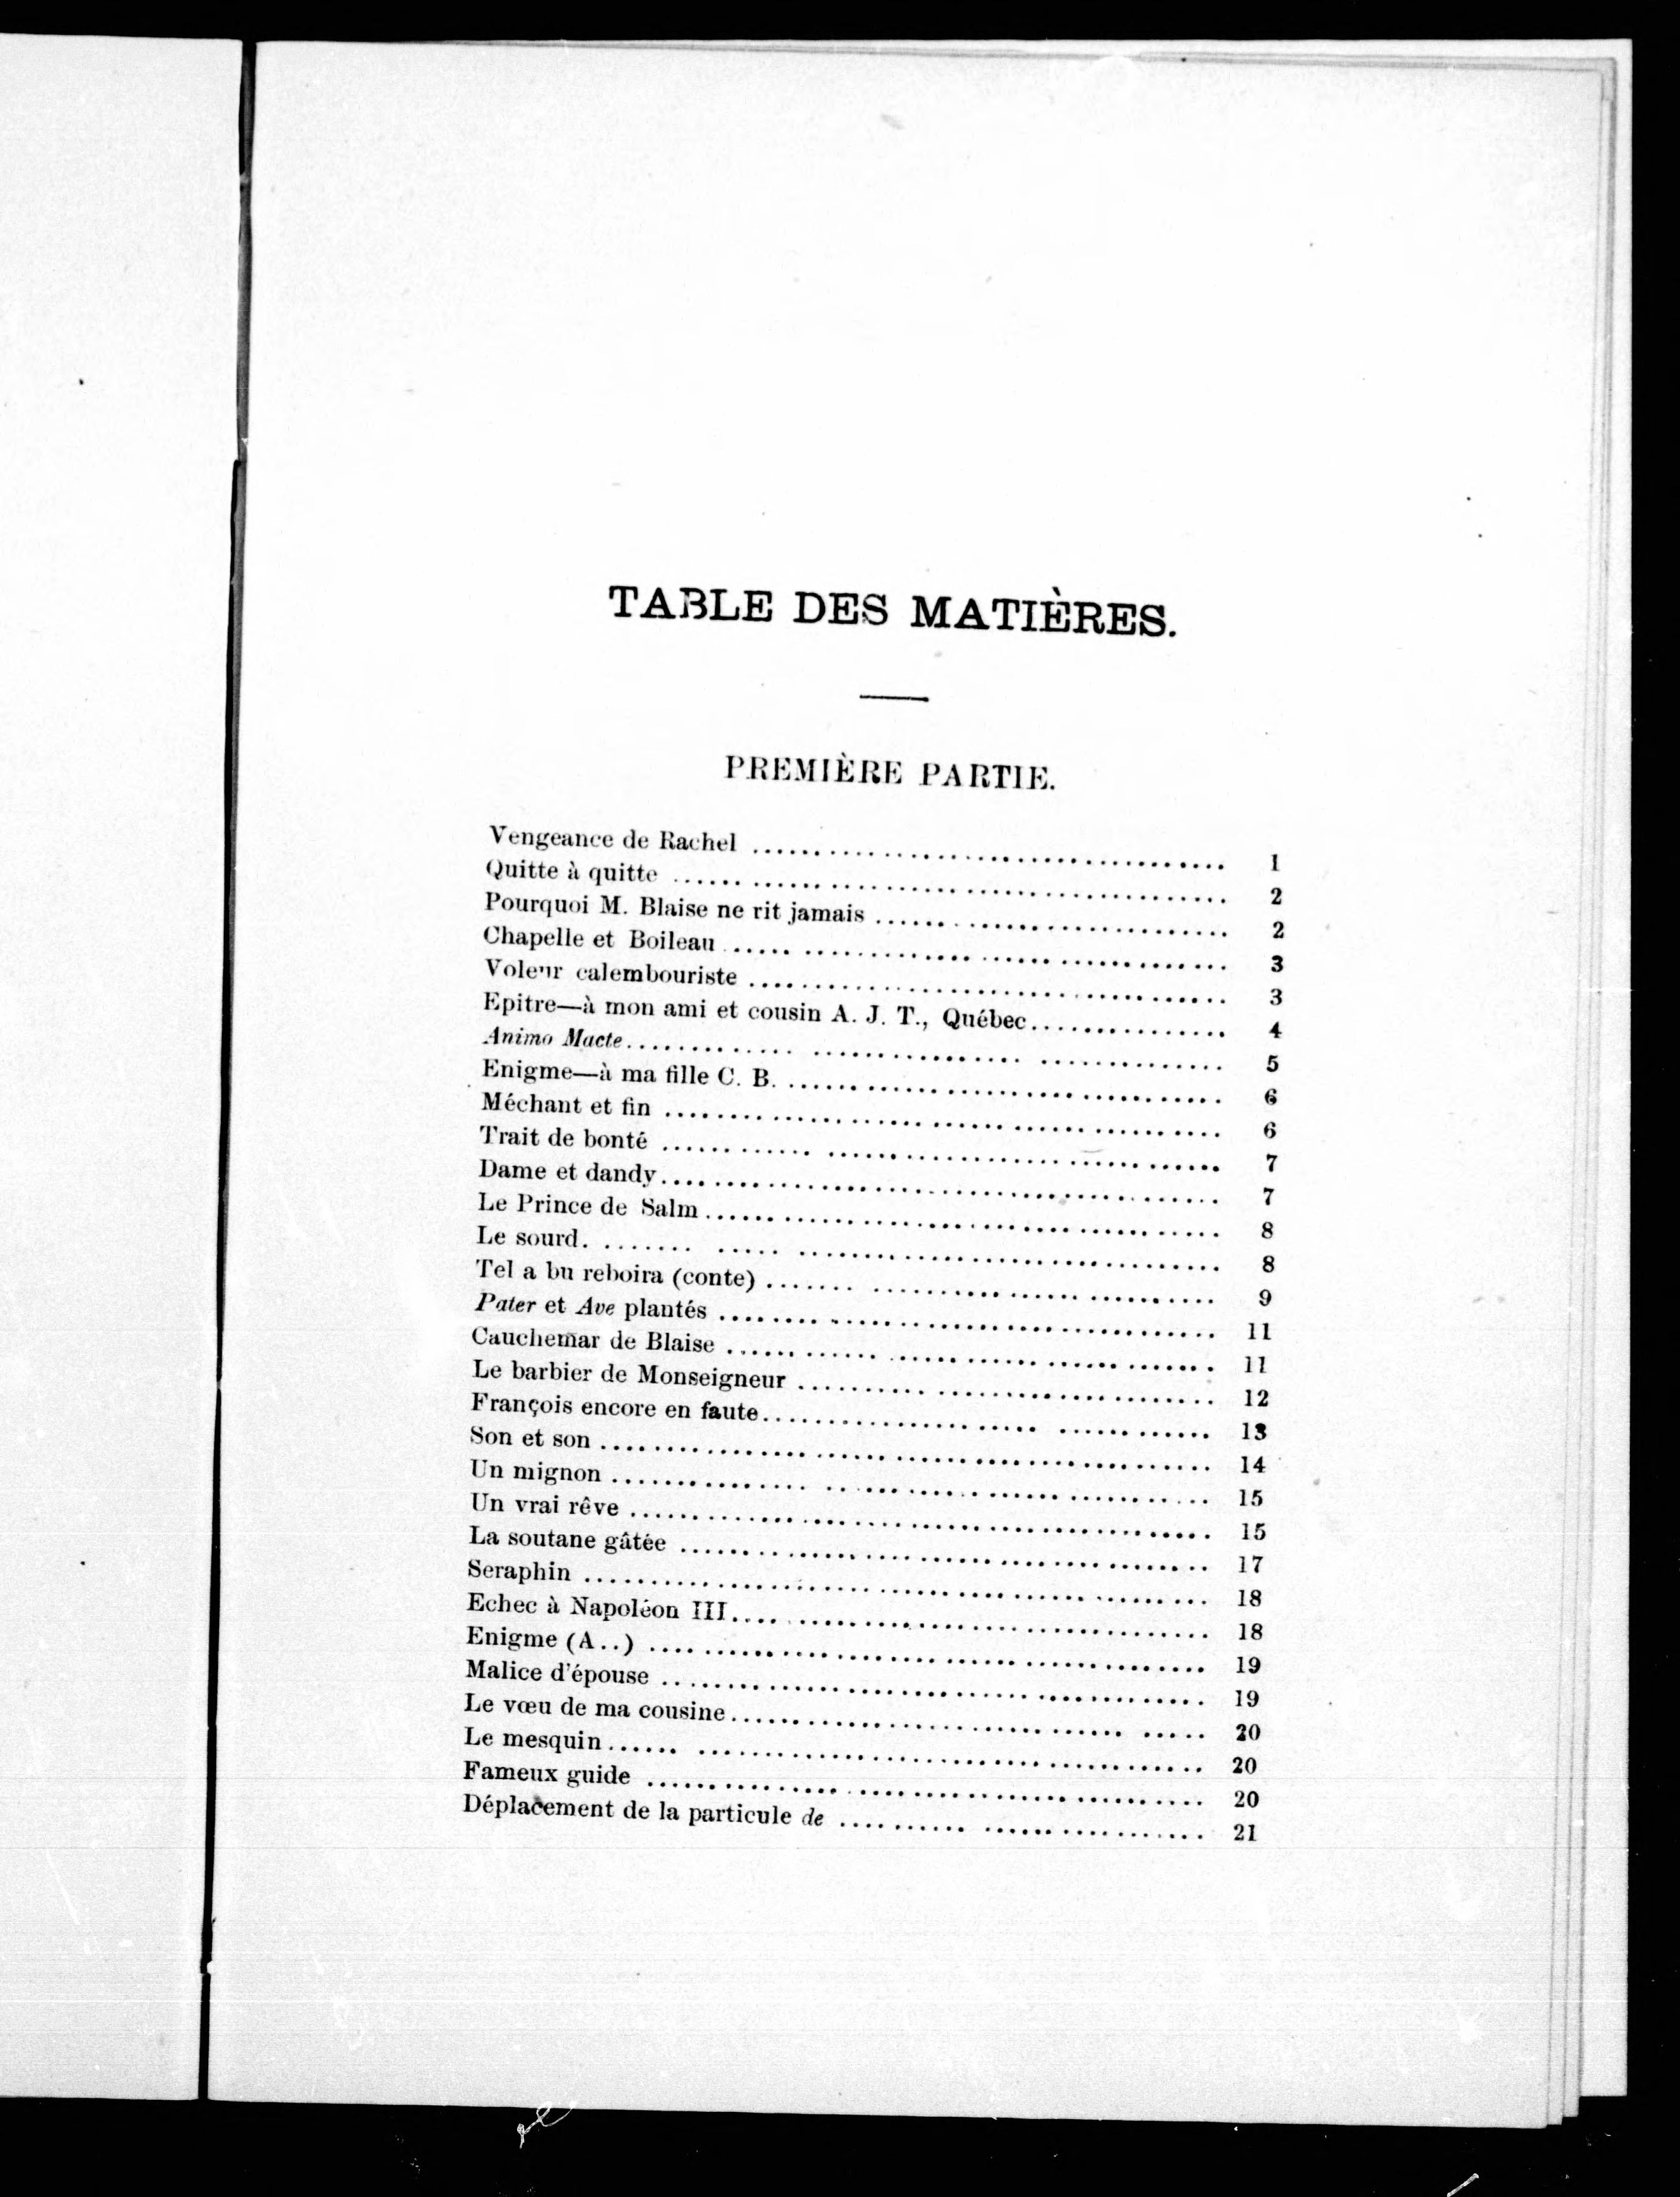 TABLE DES MATIÈRES.
PREMIÈRE PARTIE.
Vengeance de Rachel ........................................ 1
Quitte à quitte ........................................ 2
Pourquoi M. Blaise ne rit jamais ........................................ 2
Chapelle et Boileau ........................................ 3
Voleur calembouriste ........................................ 3
Epitre—à mon ami et cousin A. J. T., Québec............... 4
Animo Macte........................................ 5
Enigme—à ma fille C. B. ........................................ 6
Méchant et fin ........................................ 6
Trait de bonté ........................................ 7
Dame et dandy........................................ 7
Le Prince de Salm ........................................ 8
Le sourd. ........................................ 8
Tel a bu reboira (conte) ........................................ 9
Pater et Ave plantés ........................................ 11
Cauchemar de Blaise ........................................ 11
Le barbier de Monseigneur ........................................ 12
François encore en faute........................................ 13
Son et son ........................................ 14
Un mignon ........................................ 15
Un vrai rêve ........................................ 15
La soutane gâtée ........................................ 17
Seraphin ........................................ 18
Echec à Napoléon III........................................ 18
Enigme (A..) ........................................ 19
Malice d'épouse ........................................ 19
Le vœu de ma cousine........................................ 20
Le mesquin ........................................ 20
Fameux guide ........................................ 20
Déplacement de la particule de .............................. 21